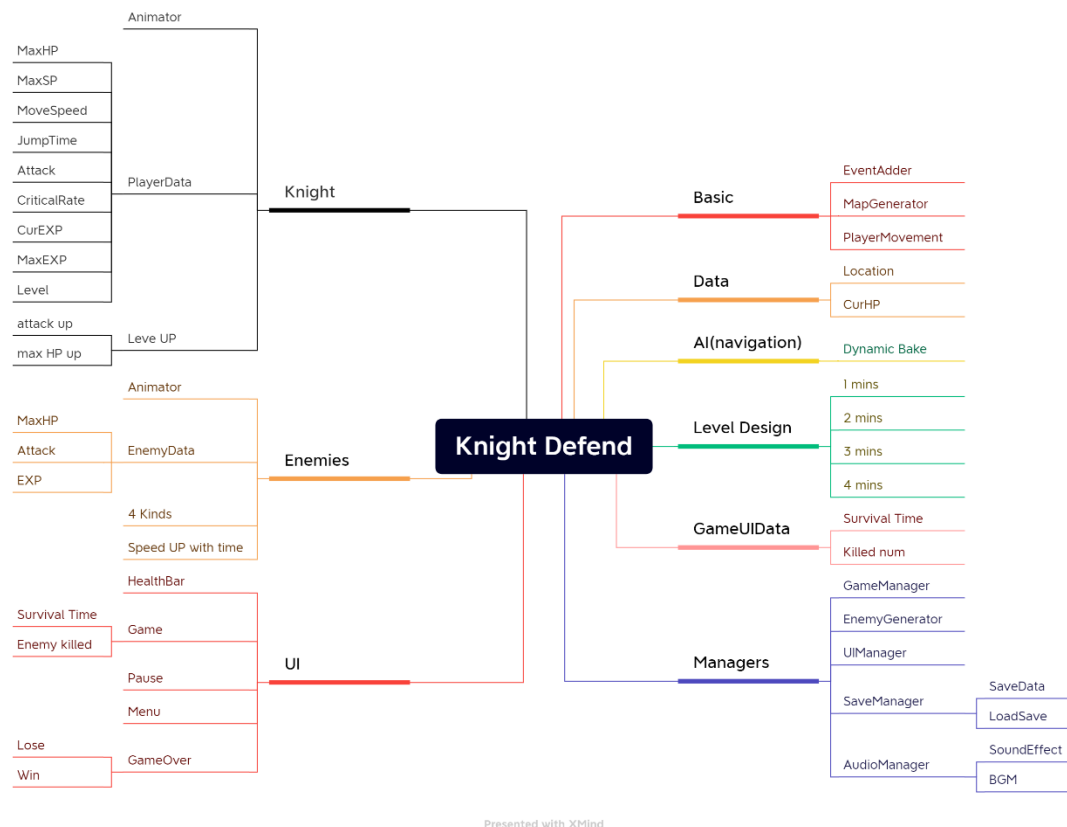 Knight Defend
Knight
Animator
PlayerData
MaxHP
MaxSP
MoveSpeed
JumpTime
Attack
CriticalRate
CurEXP
MaxEXP
Level
Leve UP
attack up
max HP up
Enemies
Animator
EnemyData
MaxHP
Attack
EXP
4 Kinds
Speed UP with time
UI
HealthBar
Game
Survival Time
Enemy killed
Pause
Menu
GameOver
Lose
Win
Basic
EventAdder
MapGenerator
PlayerMovement
Data
Location
CurHP
AI(navigation)
Dynamic Bake
Level Design
1 mins
2 mins
3 mins
4 mins
GameUIData
Survival Time
Killed num
Managers
GameManager
EnemyGenerator
UIManager
SaveManager
SaveData
LoadSave
AudioManager
SoundEffect
BGM
Presented with XMind